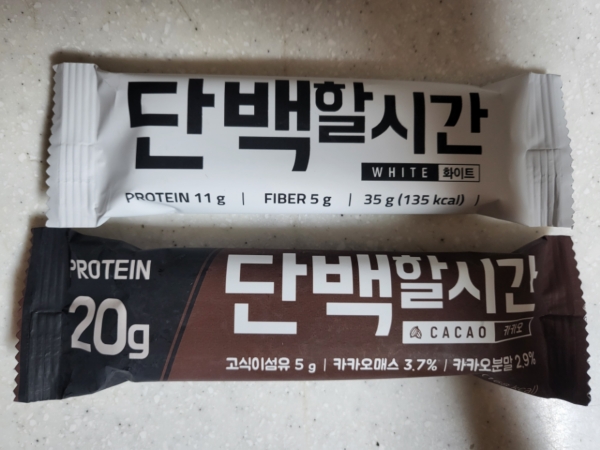 단백할시간
WHITE 화이트
PROTEIN 11 g | FIBER 5 g | 35 g (135 kcal)
PROTEIN
20g
단백할시간
CACAO 카카오
고식이섬유 5 g | 카카오매스 3.7% | 카카오분말 2.9%